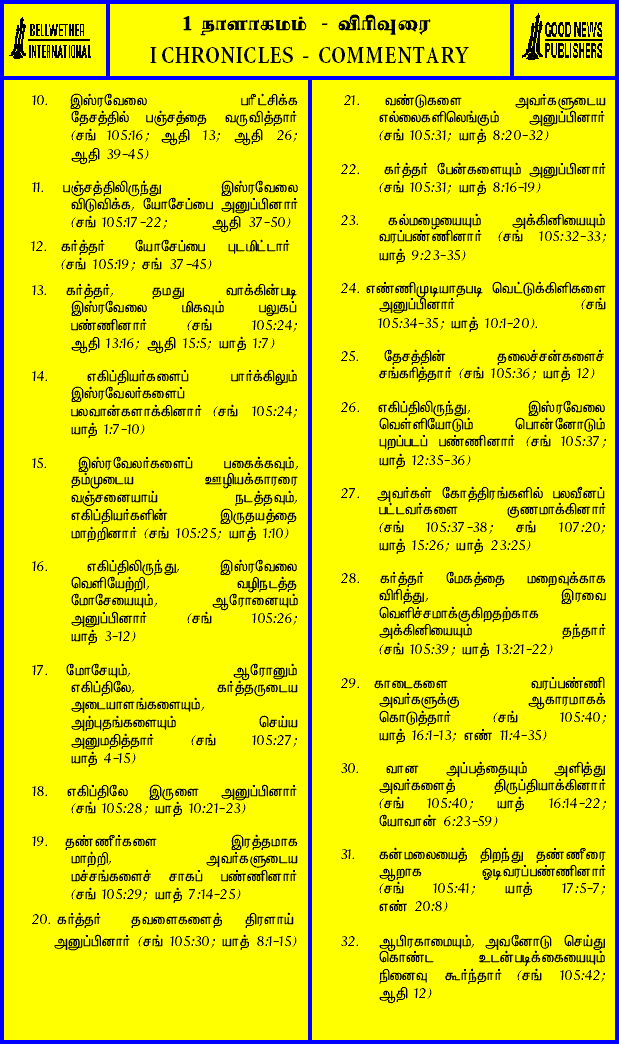 BELLWETHER
INTERNATIONAL
1 நாளாகமம் - விரிவுரை
I CHRONICLES - COMMENTARY
GOOD NEWS
PUBLISHERS
10. இஸ்ரவேலை பரீட்சிக்க
தேசத்தில் பஞ்சத்தை வருவித்தார்
(சங் 105:16; ஆதி 13; ஆதி 26;
ஆதி 39-45)
11. பஞ்சத்திலிருந்து இஸ்ரவேலை
விடுவிக்க, யோசேப்பை அனுப்பினார்
(சங் 105:17-22; ஆதி 37-50)
12. கர்த்தர் யோசேப்பை புடமிட்டார்
(சங் 105:19; சங் 37-45)
13. கர்த்தர், தமது வாக்கின்படி
இஸ்ரவேலை மிகவும் பலுகப்
பண்ணினார் (சங் 105:24;
ஆதி 13:16; ஆதி 15:5; யாத் 1:7)
14. எகிப்தியர்களைப் பார்க்கிலும்
இஸ்ரவேலர்களைப்
பலவான்களாக்கினார் (சங் 105:24;
யாத் 1:7-10)
15. இஸ்ரவேலர்களைப் பகைக்கவும்,
தம்முடைய ஊழியக்காரரை
வஞ்சனையாய் நடத்தவும்,
எகிப்தியர்களின் இருதயத்தை
மாற்றினார் (சங் 105:25; யாத் 1:10)
16. எகிப்திலிருந்து, இஸ்ரவேலை
வெளியேற்றி, வழிநடத்த
மோசேயையும், ஆரோனையும்
அனுப்பினார் (சங் 105:26;
யாத் 3-12)
17. மோசேயும், ஆரோனும்
எகிப்திலே, கர்த்தருடைய
அடையாளங்களையும்,
அற்புதங்களையும் செய்ய
அனுமதித்தார் (சங் 105:27;
யாத் 4-15)
18. எகிப்திலே இருளை அனுப்பினார்
(சங் 105:28; யாத் 10:21-23)
19. தண்ணீர்களை இரத்தமாக
மாற்றி, அவர்களுடைய
மச்சங்களைச் சாகப் பண்ணினார்
(சங் 105:29; யாத் 7:14-25)
20. கர்த்தர் தவளைகளைத் திரளாய்
அனுப்பினார் (சங் 105:30; யாத் 8:1-15)
21. வண்டுகளை அவர்களுடைய
எல்லைகளிலெங்கும் அனுப்பினார்
(சங் 105:31; யாத் 8:20-32)
22. கர்த்தர் பேன்களையும் அனுப்பினார்
(சங் 105:31; யாத் 8:16-19)
23. கல்மழையையும் அக்கினியையும்
வரப்பண்ணினார் (சங் 105:32-33;
யாத் 9:23-35)
24. எண்ணிமுடியாதபடி வெட்டுக்கிளிகளை
அனுப்பினார் (சங்
105:34-35; யாத் 10:1-20).
25. தேசத்தின் தலைச்சன்களைச்
சங்கரித்தார் (சங் 105:36; யாத் 12)
26. எகிப்திலிருந்து, இஸ்ரவேலை
வெள்ளியோடும் பொன்னோடும்
புறப்படப் பண்ணினார் (சங் 105:37;
யாத் 12:35-36)
27. அவர்கள் கோத்திரங்களில் பலவீனப்
பட்டவர்களை குணமாக்கினார்
(சங் 105:37-38; சங் 107:20;
யாத் 15:26; யாத் 23:25)
28. கர்த்தர் மேகத்தை மறைவுக்காக
விரித்து, இரவை
வெளிச்சமாக்குகிறதற்காக
அக்கினியையும் தந்தார்
(சங் 105:39; யாத் 13:21-22)
29. காடைகளை வரப்பண்ணி
அவர்களுக்கு ஆகாரமாகக்
கொடுத்தார் (சங் 105:40;
யாத் 16:1-13; எண் 11:4-35)
30. வான அப்பத்தையும் அளித்து
அவர்களைத் திருப்தியாக்கினார்
(சங் 105:40; யாத் 16:14-22;
யோவான் 6:23-59)
31. கன்மலையைத் திறந்து தண்ணீரை
ஆறாக ஓடிவரப்பண்ணினார்
(சங் 105:41; யாத் 17:5-7;
எண் 20:8)
32. ஆபிரகாமையும், அவனோடு செய்து
கொண்ட உடன்படிக்கையையும்
நினைவு கூர்ந்தார் (சங் 105:42;
ஆதி 12)